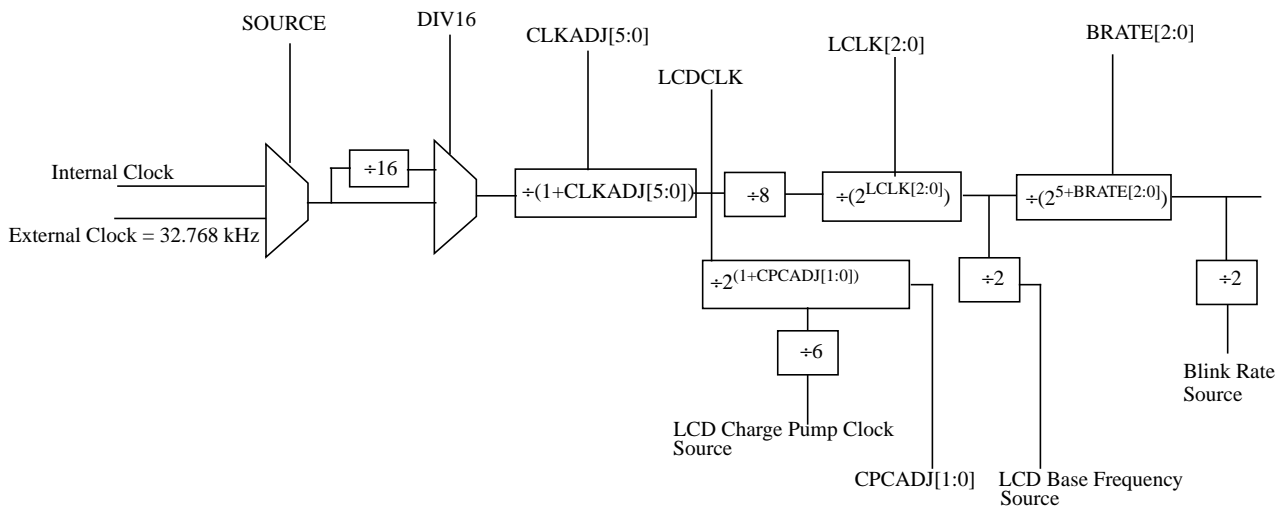 SOURCE
DIV16
CLKADJ[5:0]
LCDCLK
LCLK[2:0]
BRATE[2:0]
Internal Clock
External Clock = 32.768 kHz
÷16
÷(1+CLKADJ[5:0])
÷8
÷(2^LCLK[2:0])
÷(2^5+BRATE[2:0])
÷2^(1+CPCADJ[1:0])
÷2
÷2
÷6
LCD Charge Pump Clock
Source
CPCADJ[1:0]
LCD Base Frequency
Source
Blink Rate
Source